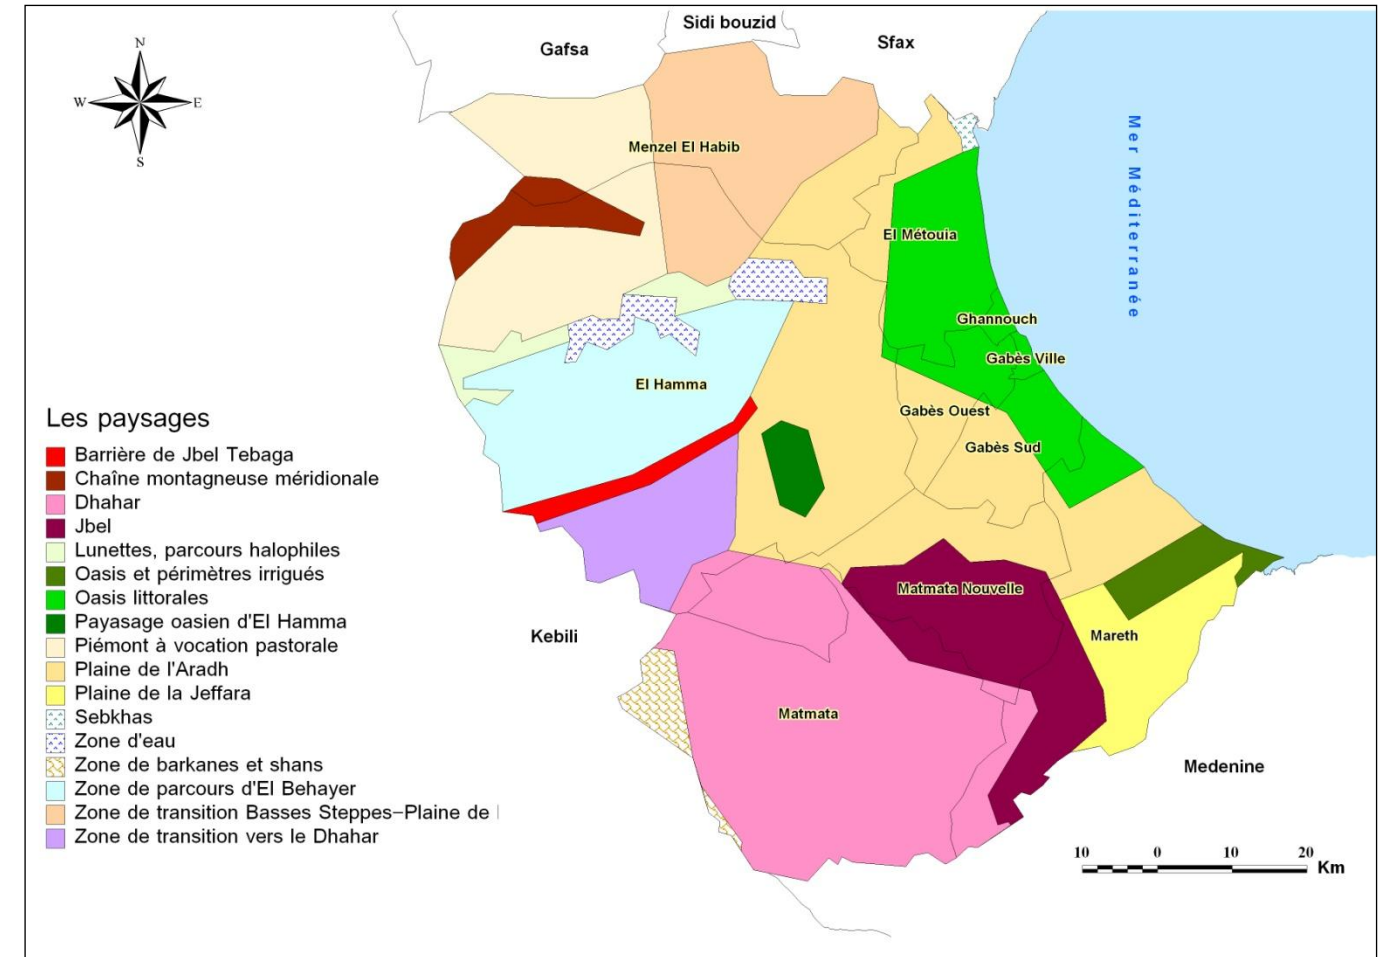 Sidi bouzid
Gafsa
Sfax
N
W
E
S
Menzel El Habib
Mer Méditerranée
El Métouia
Ghannouch
Gabès Ville
El Hamma
Gabès Ouest
Gabès Sud
Les paysages
Barrière de Jbel Tebaga
Chaîne montagneuse méridionale
Dhahar
Jbel
Lunettes, parcours halophiles
Oasis et périmètres irrigués
Oasis littorales
Payasage oasien d'El Hamma
Piémont à vocation pastorale
Plaine de l'Aradh
Plaine de la Jeffara
Sebkhas
Zone d'eau
Zone de barkanes et shans
Zone de parcours d'El Behayer
Zone de transition Basses Steppes-Plaine de
Zone de transition vers le Dhahar
Matmata Nouvelle
Kebili
Mareth
Matmata
Medenine
10 0 10 20
Km